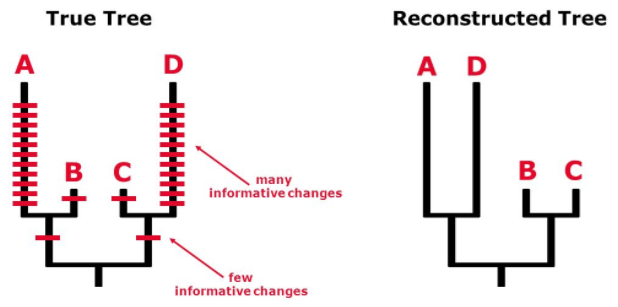 True Tree
Reconstructed Tree
A
D
B
C
many
informative changes
few
informative changes
A
D
B
C